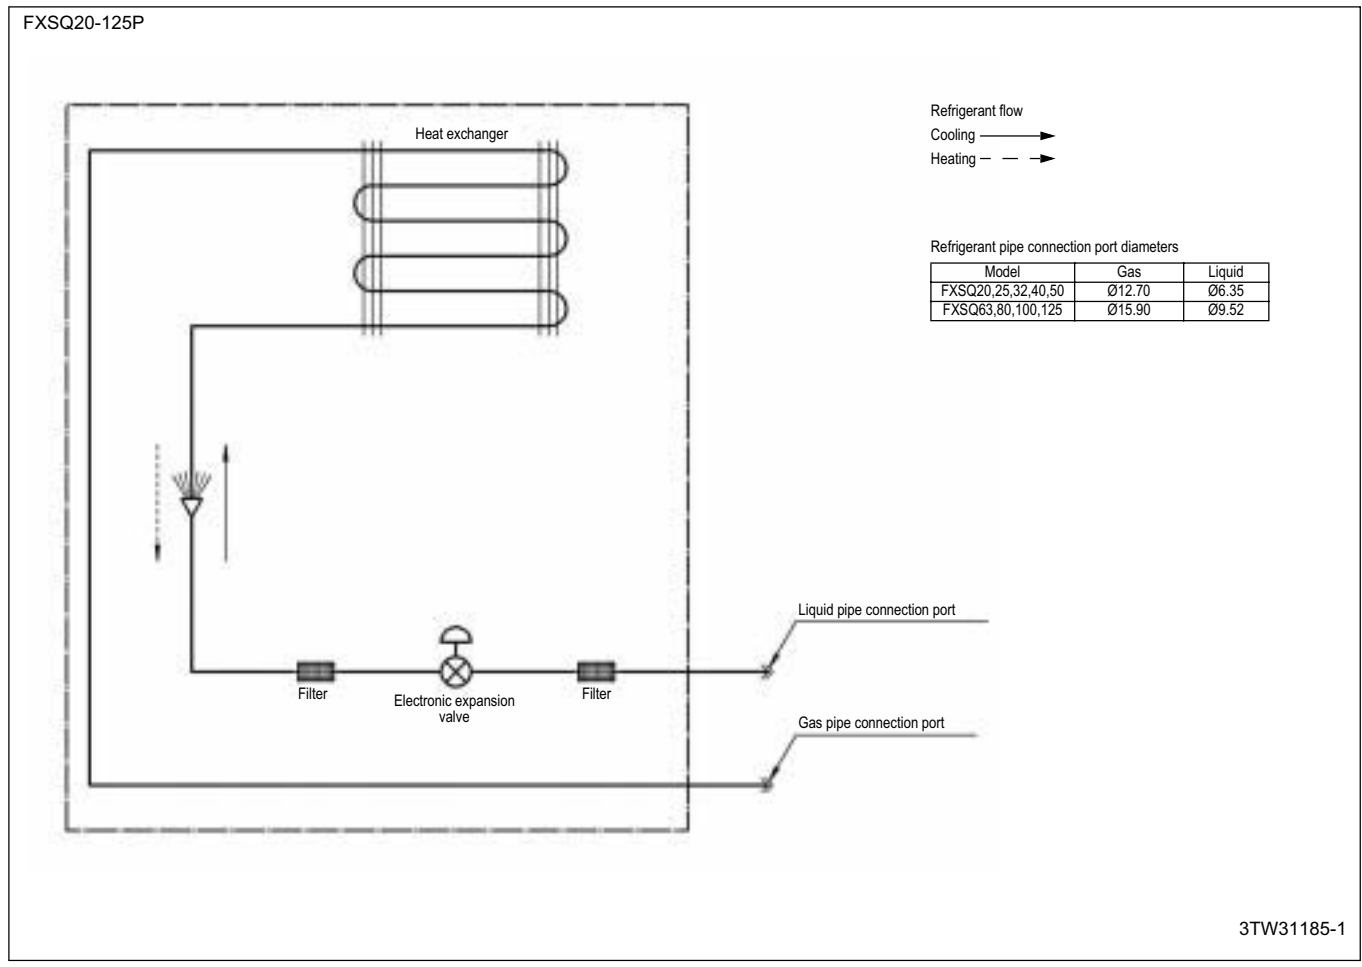 FXSQ20-125P
Heat exchanger
Refrigerant flow
Cooling
Heating
Refrigerant pipe connection port diameters
Model Gas Liquid
FXSQ20,25,32,40,50 Ø12.70 Ø6.35
FXSQ63,80,100,125 Ø15.90 Ø9.52
Liquid pipe connection port
Filter
Electronic expansion
valve
Filter
Gas pipe connection port
3TW31185-1